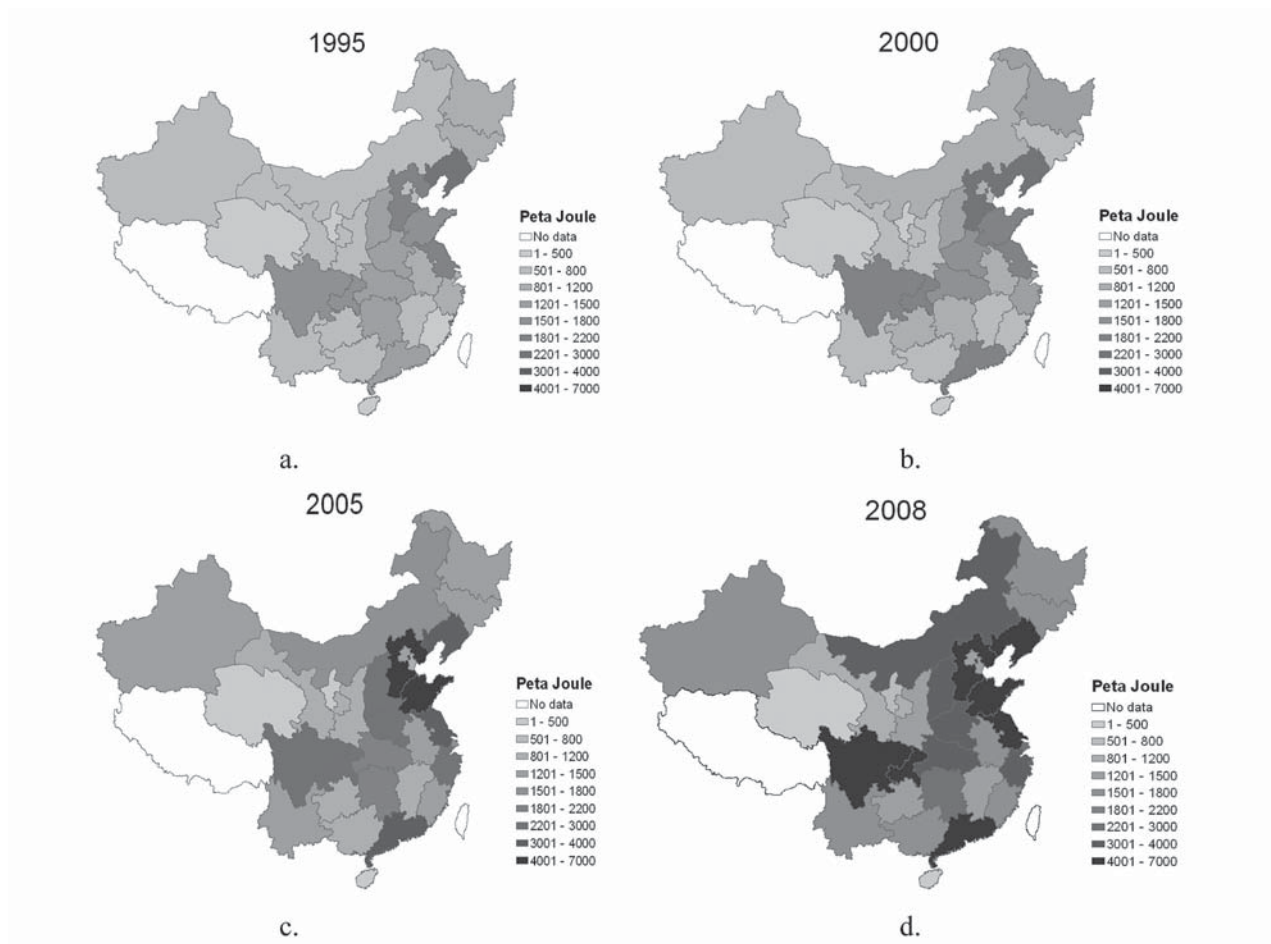 1995
Peta Joule
No data
1 - 500
501 - 800
801 - 1200
1201 - 1500
1501 - 1800
1801 - 2200
2201 - 3000
3001 - 4000
4001 - 7000
a.
2000
Peta Joule
No data
1 - 500
501 - 800
801 - 1200
1201 - 1500
1501 - 1800
1801 - 2200
2201 - 3000
3001 - 4000
4001 - 7000
b.
2005
Peta Joule
No data
1 - 500
501 - 800
801 - 1200
1201 - 1500
1501 - 1800
1801 - 2200
2201 - 3000
3001 - 4000
4001 - 7000
c.
2008
Peta Joule
No data
1 - 500
501 - 800
801 - 1200
1201 - 1500
1501 - 1800
1801 - 2200
2201 - 3000
3001 - 4000
4001 - 7000
d.